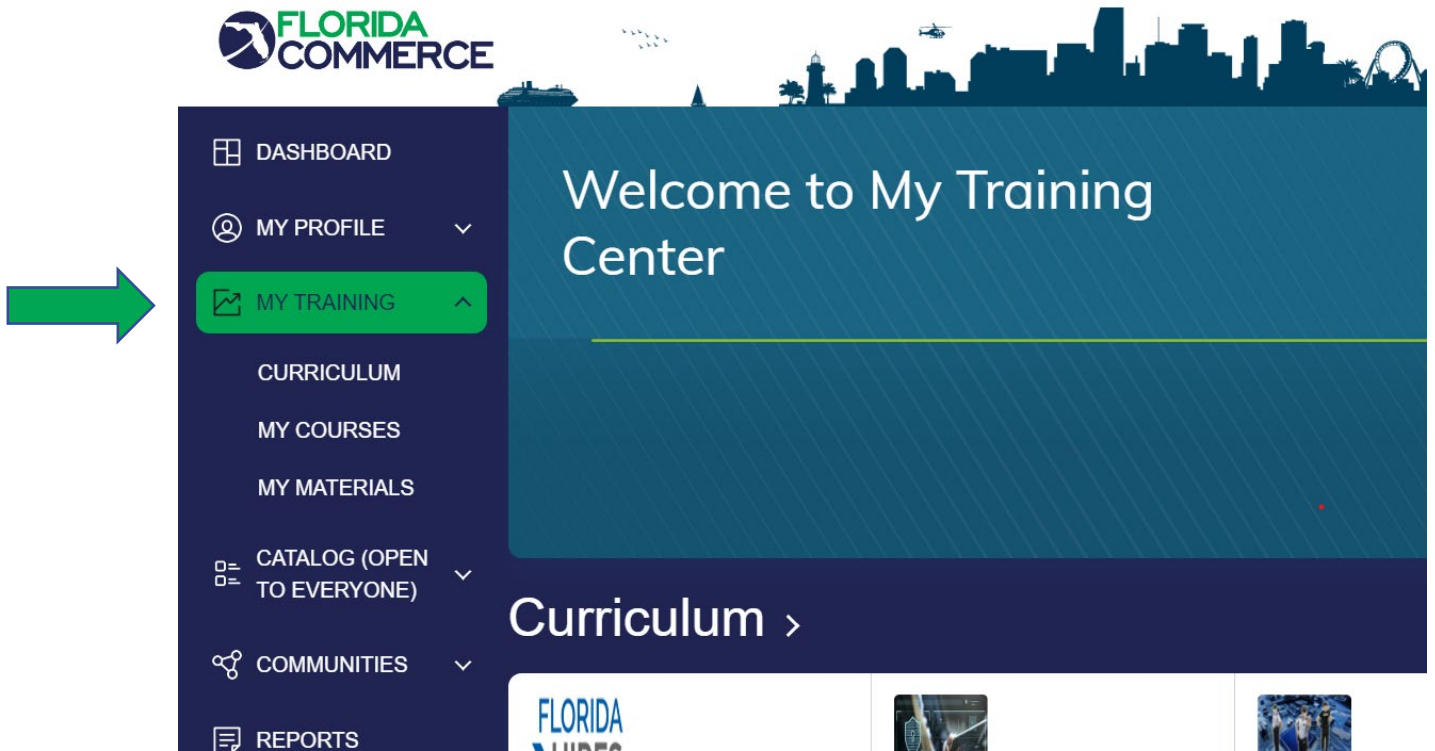 FLORIDA
COMMERCE
DASHBOARD
MY PROFILE
MY TRAINING
CURRICULUM
MY COURSES
MY MATERIALS
CATALOG (OPEN
TO EVERYONE)
COMMUNITIES
REPORTS
Welcome to My Training
Center
Curriculum >
FLORIDA
HIRES